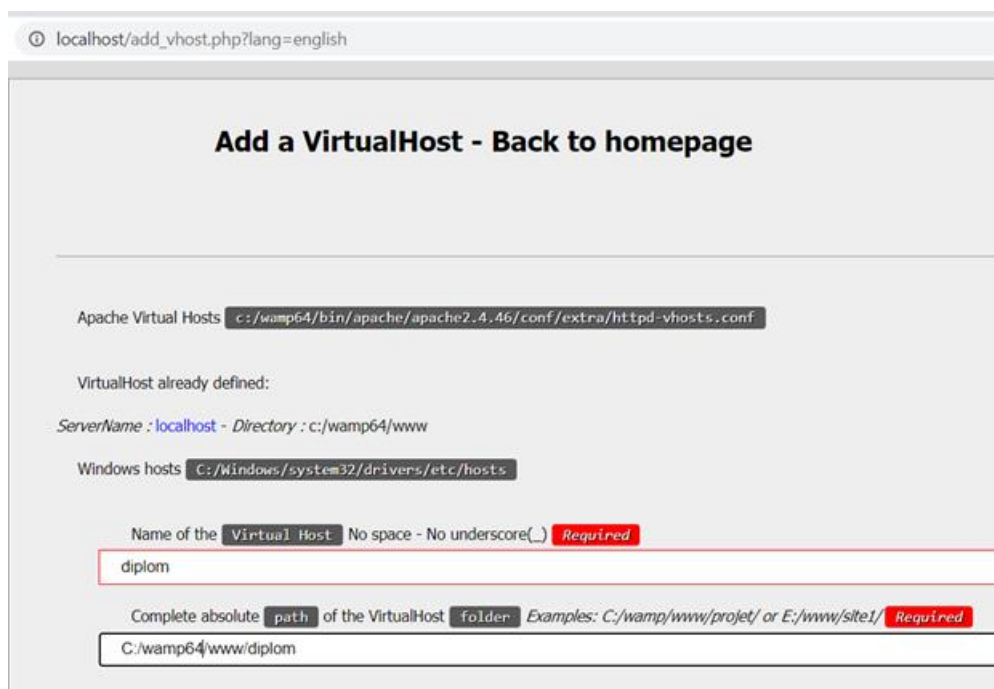 localhost/add_vhost.php?lang=english
Add a VirtualHost - Back to homepage
Apache Virtual Hosts c:/wamp64/bin/apache/apache2.4.46/conf/extra/httpd-vhosts.conf
VirtualHost already defined:
ServerName : localhost - Directory : c:/wamp64/www
Windows hosts C:/Windows/system32/drivers/etc/hosts
Name of the Virtual Host No space - No underscore(_) Required
diplom
Complete absolute path of the VirtualHost folder Examples: C:/wamp/www/projet/ or E:/www/site1/ Required
C:/wamp64/www/diplom